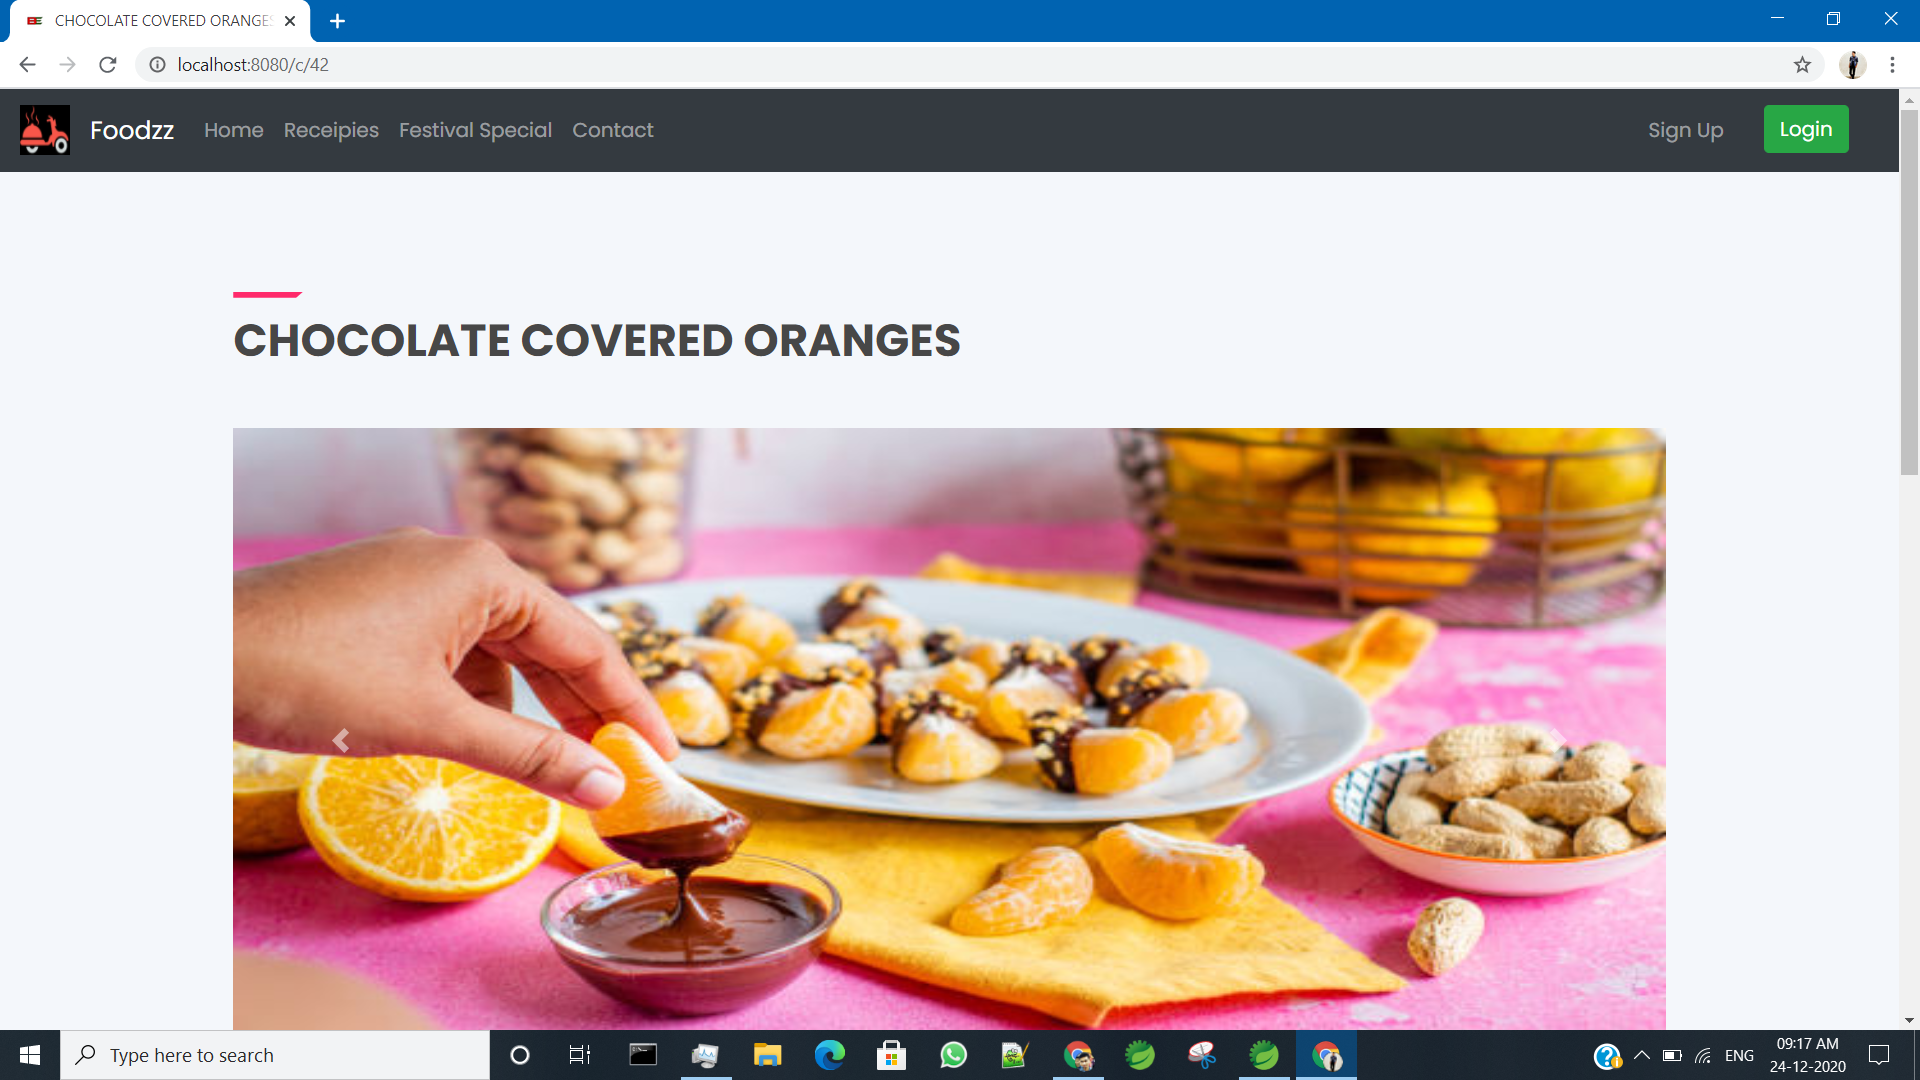 CHOCOLATE COVERED ORANGES
localhost:8080/c/42
Foodzz Home Receipies Festival Special Contact Sign Up Login
CHOCOLATE COVERED ORANGES
Type here to search
ENG
09:17 AM
24-12-2020